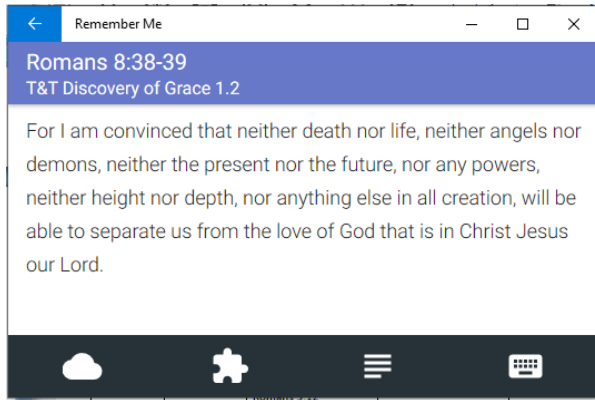 Remember Me
Romans 8:38-39
T&T Discovery of Grace 1.2
For I am convinced that neither death nor life, neither angels nor
demons, neither the present nor the future, nor any powers,
neither height nor depth, nor anything else in all creation, will be
able to separate us from the love of God that is in Christ Jesus
our Lord.